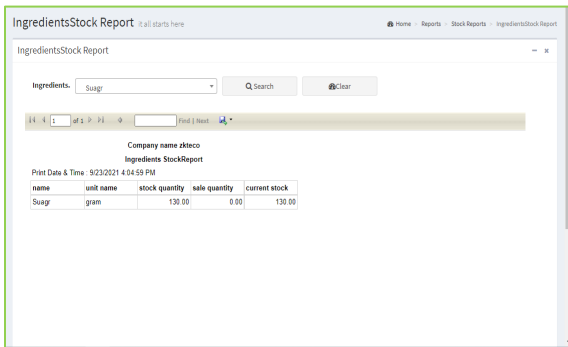 IngredientsStock Report it all starts here
Home > Reports > Stock Reports > IngredientsStock Report
IngredientsStock Report
Ingredients. Suagr Search Clear
1 of 1 Find | Next
Company name zkteco
Ingredients StockReport
Print Date & Time : 9/23/2021 4:04:59 PM
name unit name stock quantity sale quantity current stock
Suagr gram 130.00 0.00 130.00